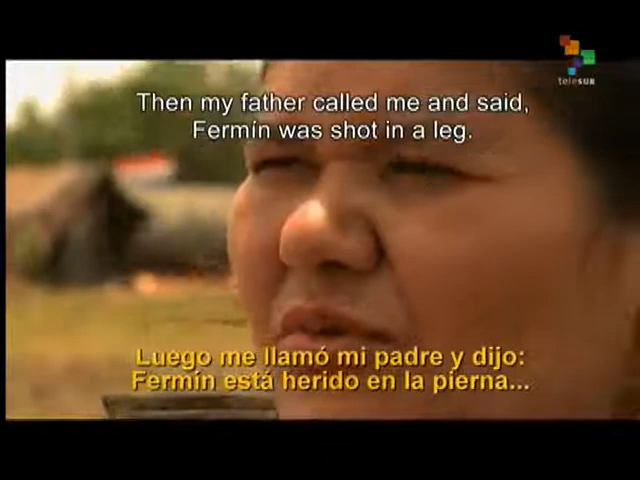 teleSUR
Then my father called me and said,
Fermín was shot in a leg.
Luego me llamó mi padre y dijo:
Fermín está herido en la pierna...